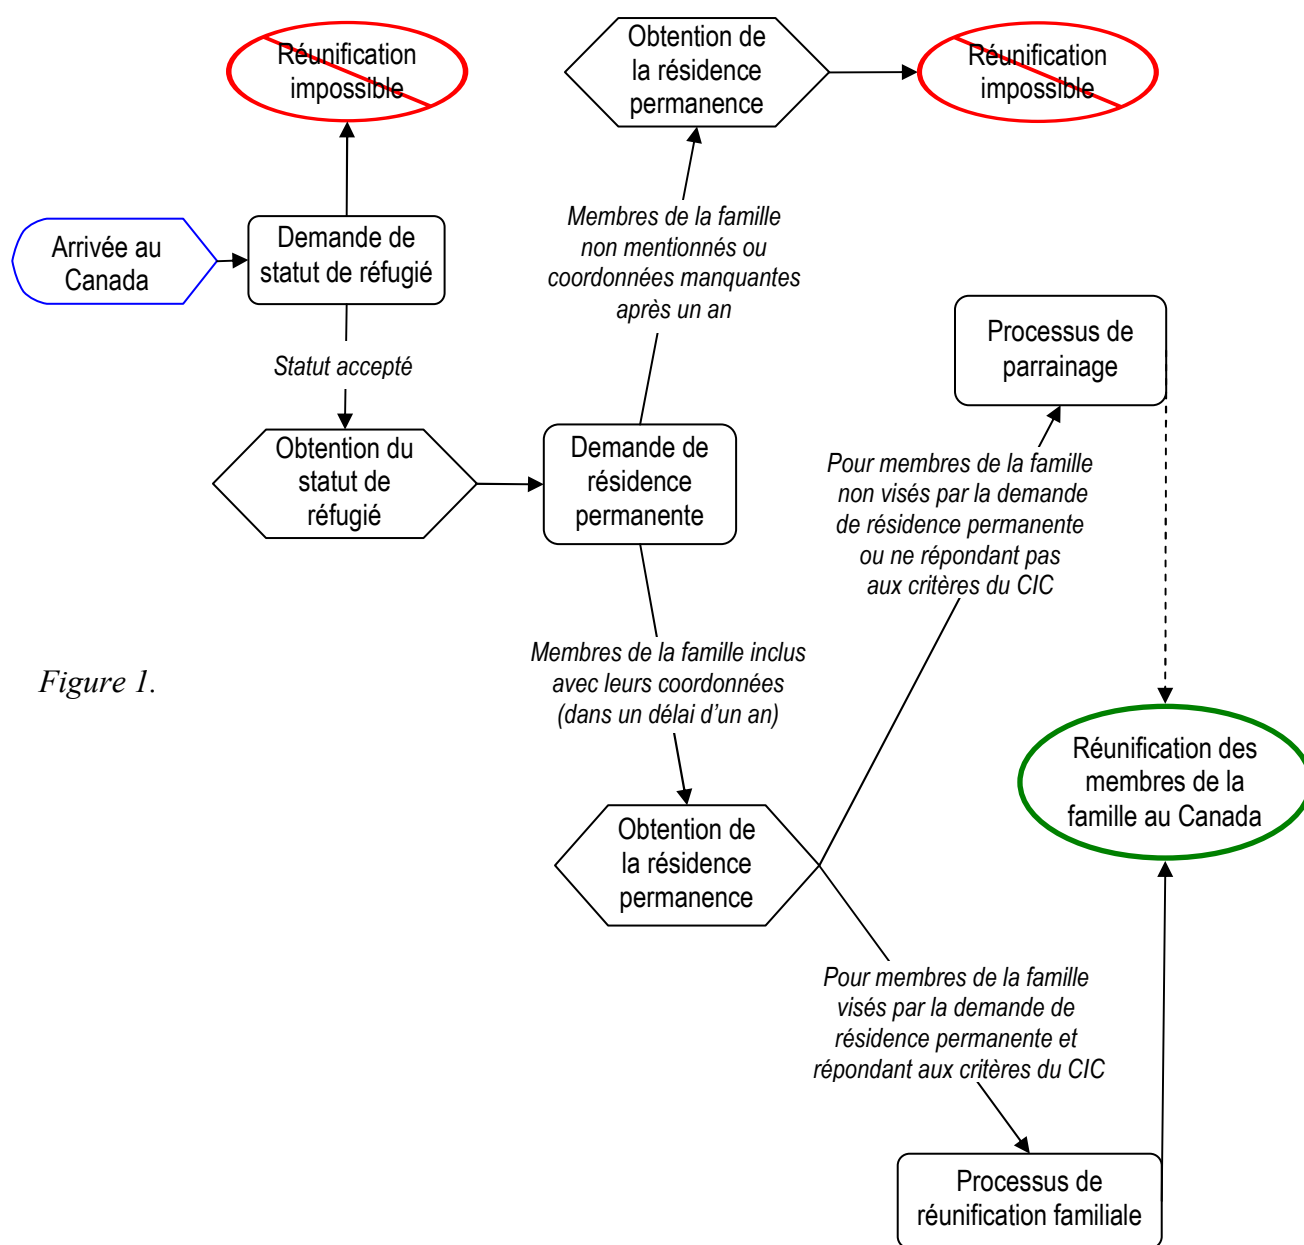 Réunification
impossible
Obtention de
la résidence
permanence
Réunification
impossible
Arrivée au
Canada
Demande de
statut de réfugié
Membres de la famille
non mentionnés ou
coordonnées manquantes
après un an
Statut accepté
Processus de
parrainage
Obtention du
statut de
réfugié
Demande de
résidence
permanente
Pour membres de la famille
non visés par la demande
de résidence permanente
ou ne répondant pas
aux critères du CIC
Membres de la famille inclus
avec leurs coordonnées
(dans un délai d'un an)
Figure 1.
Réunification des
membres de la
famille au Canada
Obtention de
la résidence
permanence
Pour membres de la famille
visés par la demande de
résidence permanente et
répondant aux critères du CIC
Processus de
réunification familiale